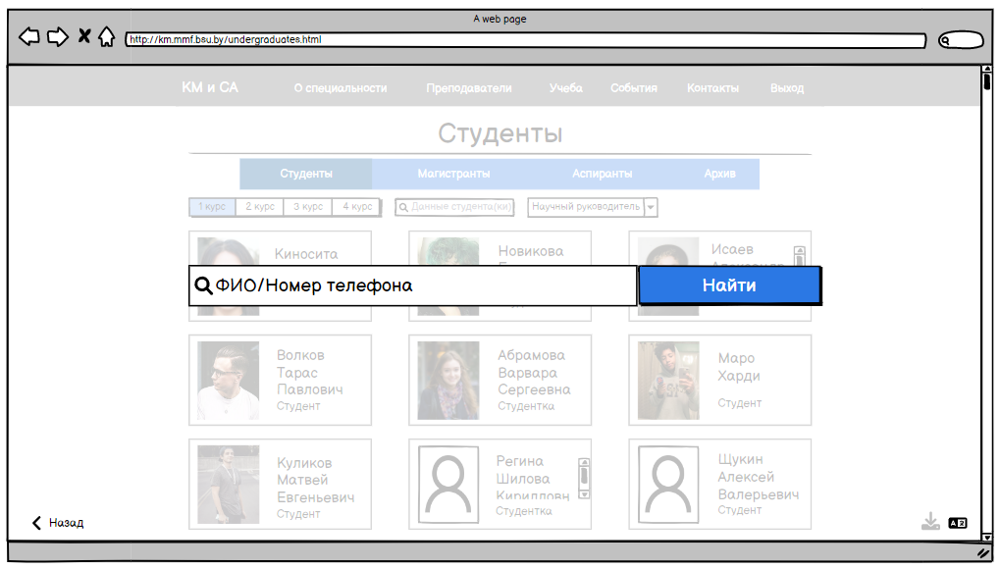 A web page
http://km.mmf.bsu.by/undergraduates.html
КМ и СА О специальности Преподаватели Учеба События Контакты Выход
Студенты
Студенты Магистранты Аспиранты Архив
1 курс 2 курс 3 курс 4 курс Данные студента(ки) Научный руководитель
Киносита
Новикова
Исаев
ФИО/Номер телефона Найти
Волков
Тарас
Павлович
Студент
Абрамова
Варвара
Сергеевна
Студентка
Маро
Харди
Студент
Куликов
Матвей
Евгеньевич
Студент
Регина
Шилова
Кирилловн
Студентка
Щукин
Алексей
Валерьевич
Студент
Назад
A Z